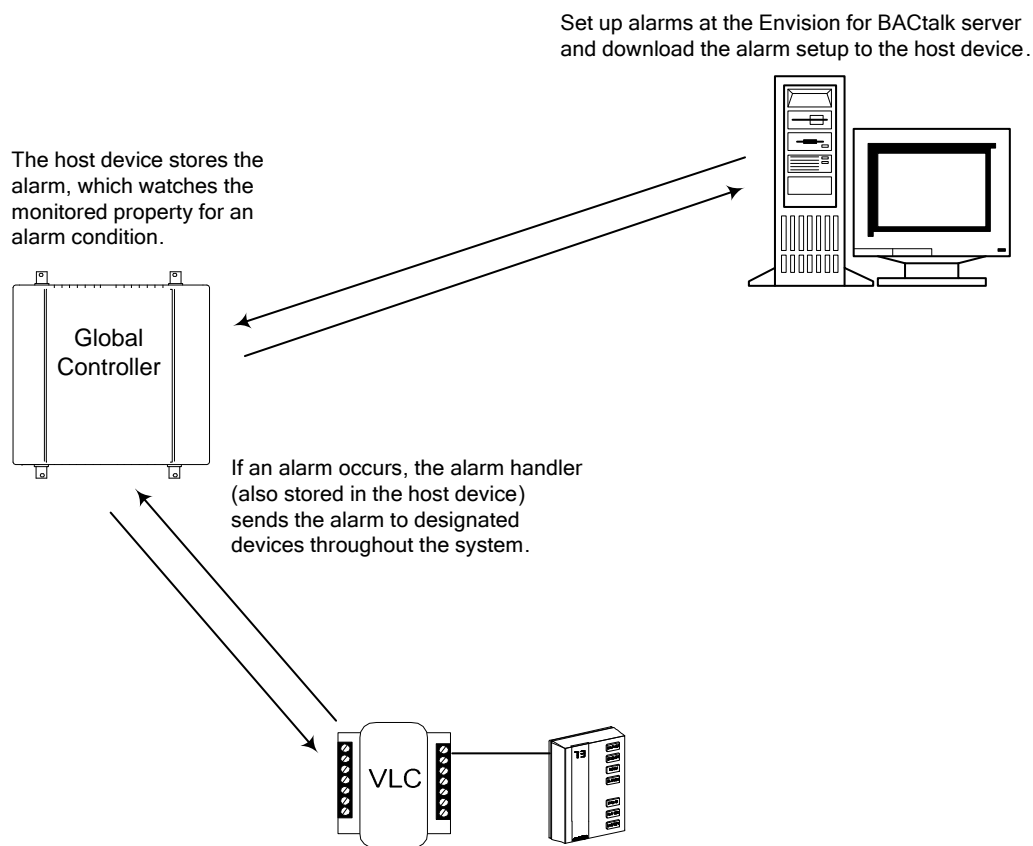 Set up alarms at the Envision for BACtalk server
and download the alarm setup to the host device.
The host device stores the
alarm, which watches the
monitored property for an
alarm condition.
Global
Controller
If an alarm occurs, the alarm handler
(also stored in the host device)
sends the alarm to designated
devices throughout the system.
VLC
73